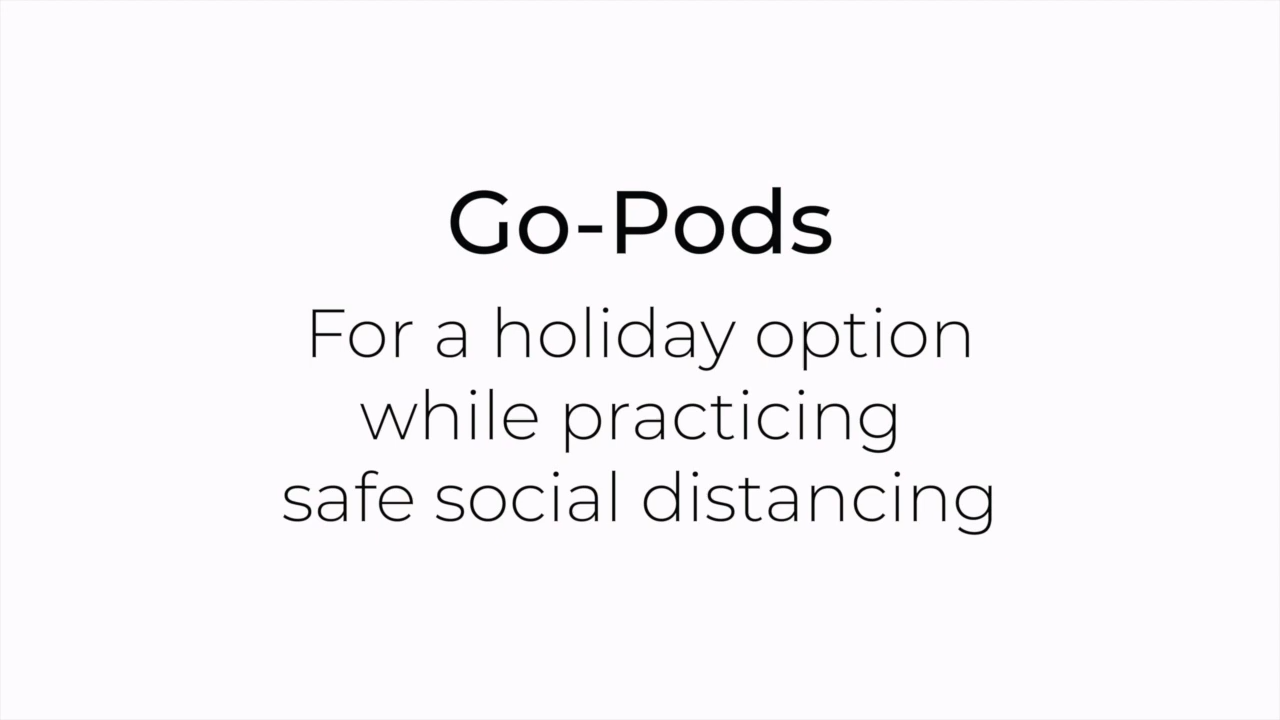 Go-Pods
For a holiday option
while practicing
safe social distancing